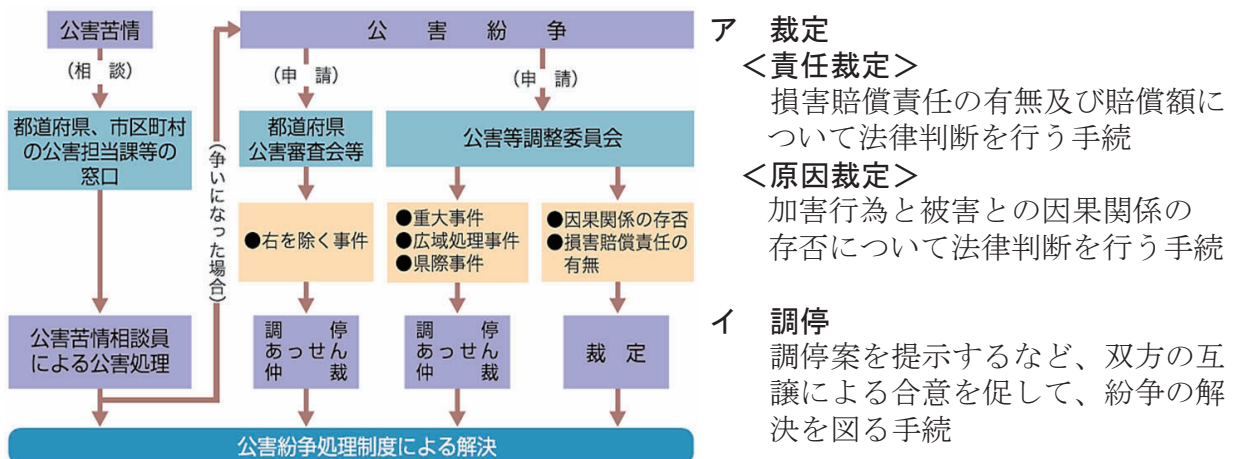 公害苦情
(相　談)
都道府県、市区町村
の公害担当課等の
窓口
公害苦情相談員
による公害処理
(争いになった場合)
公　害　紛　争
(申　請)
都道府県
公害審査会等
●右を除く事件
調　停
あっせん
仲　裁
(申　請)
公害等調整委員会
●重大事件
●広域処理事件
●県際事件
調　停
あっせん
仲　裁
●因果関係の存否
●損害賠償責任の
有無
裁　定
公害紛争処理制度による解決
ア　裁定
＜責任裁定＞
損害賠償責任の有無及び賠償額に
ついて法律判断を行う手続
＜原因裁定＞
加害行為と被害との因果関係の
存否について法律判断を行う手続
イ　調停
調停案を提示するなど、双方の互
譲による合意を促して、紛争の解
決を図る手続